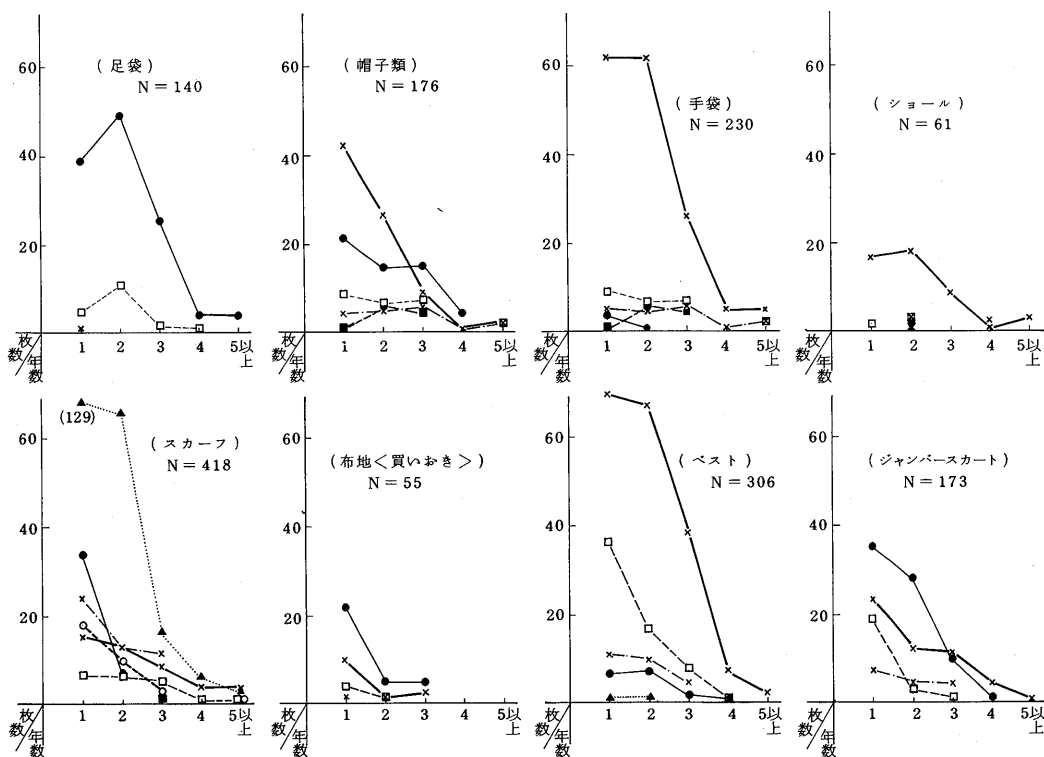 60
40
20
(足袋)
N=140
1 2 3 4 5以上
枚数/年数
60
40
20
(帽子類)
N=176
1 2 3 4 5以上
枚数/年数
60
40
20
(手袋)
N=230
1 2 3 4 5以上
枚数/年数
60
40
20
(ショール)
N=61
1 2 3 4 5以上
枚数/年数
60
40
20
(129)
(スカーフ)
N=418
1 2 3 4 5以上
枚数/年数
60
40
20
(布地<買いおき>)
N=55
1 2 3 4 5以上
枚数/年数
60
40
20
(ベスト)
N=306
1 2 3 4 5以上
枚数/年数
60
40
20
(ジャンバースカート)
N=173
1 2 3 4 5以上
枚数/年数